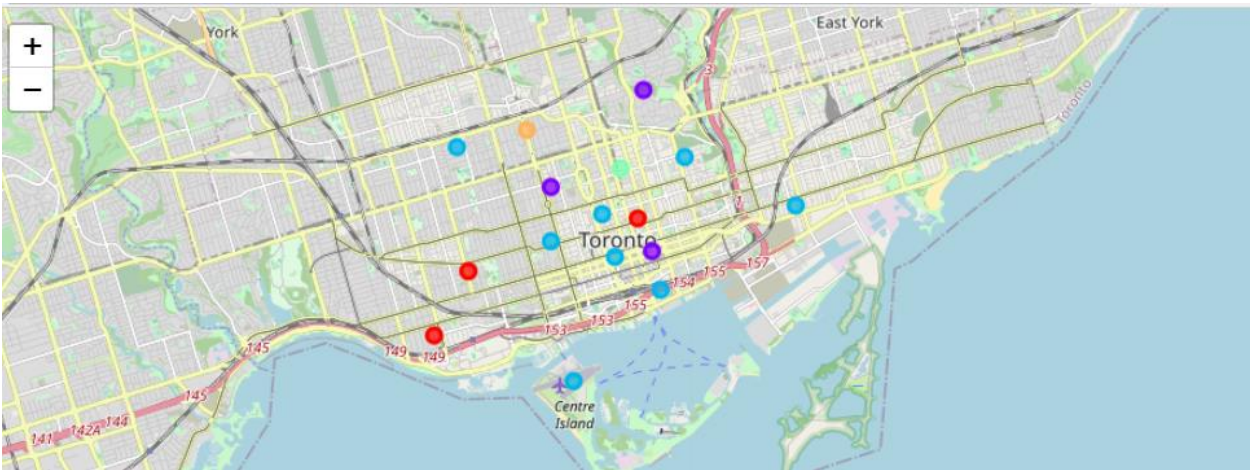 +
−
York
East York
3
Toronto
1
Toronto
157
155
154
155
153
153
149
149
145
145
144
142A
141
Centre
Island